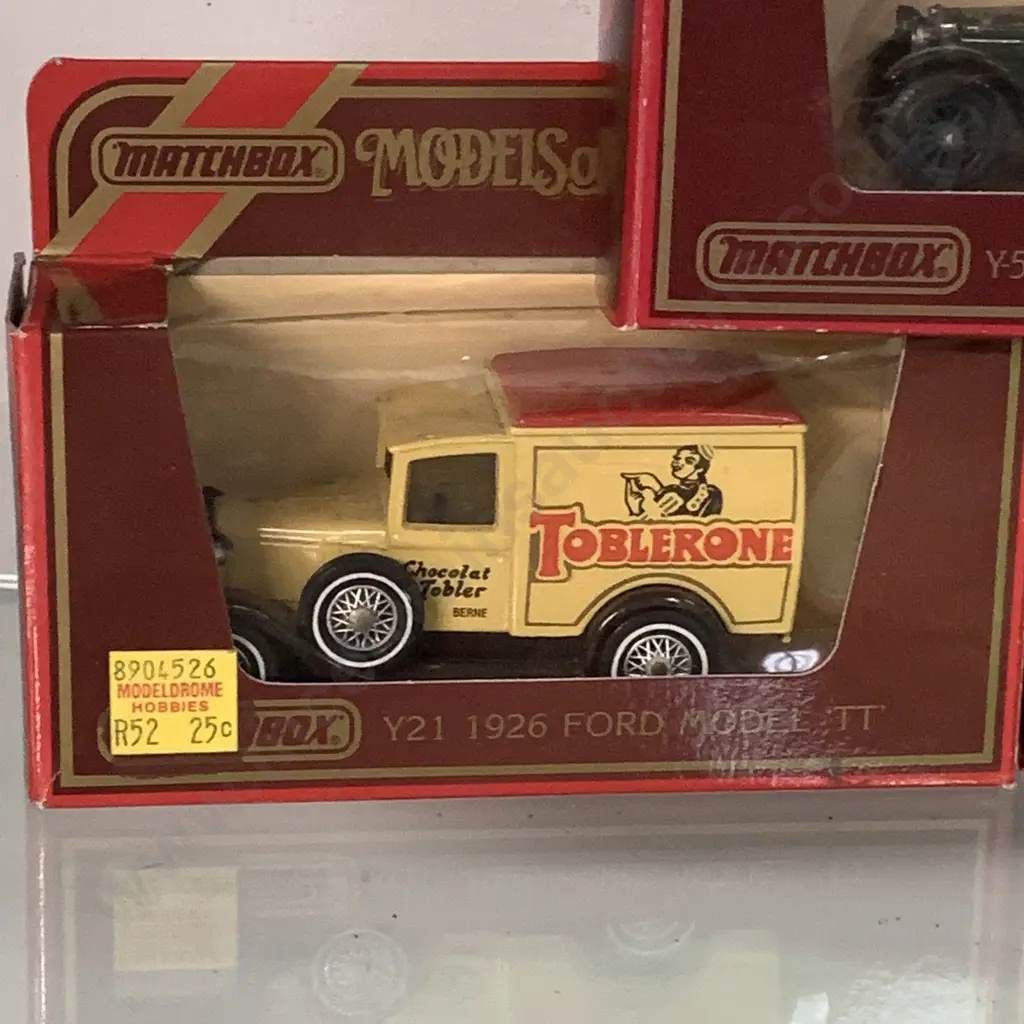 MATCHBOX
MODELS o
MATCHBOX
Y-5
TOBLERONE
Chocolat
Tobler
BERNE
8904526
MODELDROME
HOBBIES
R52 25c
BOX
Y21 1926 FORD MODEL 'TT'